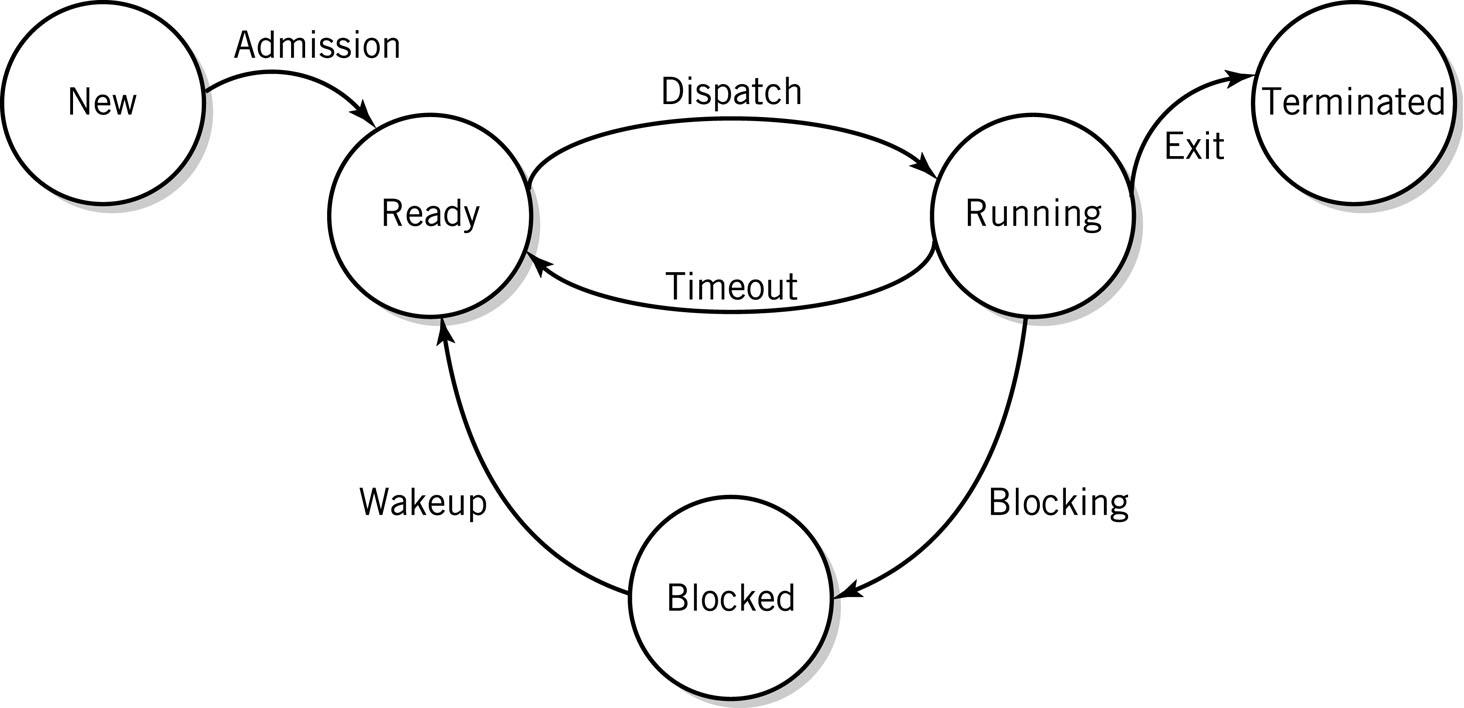 New
Admission
Ready
Dispatch
Timeout
Running
Exit
Terminated
Wakeup
Blocking
Blocked